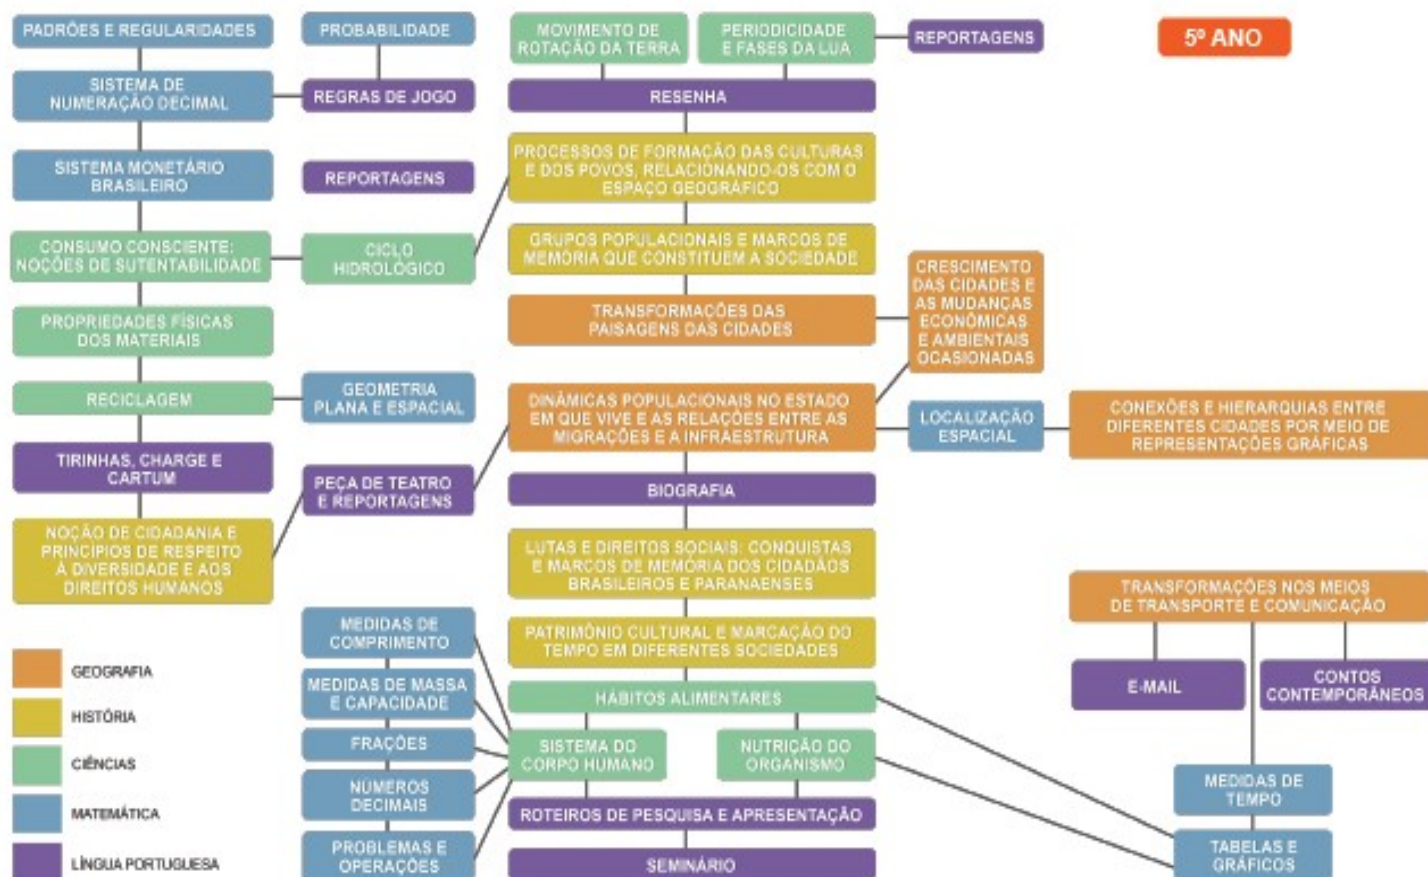 PADRÕES E REGULARIDADES
PROBABILIDADE
MOVIMENTO DE
ROTAÇÃO DA TERRA
PERIODICIDADE
E FASES DA LUA
REPORTAGENS
5º ANO
SISTEMA DE
NUMERAÇÃO DECIMAL
REGRAS DE JOGO
RESENHA
SISTEMA MONETÁRIO
BRASILEIRO
REPORTAGENS
PROCESSOS DE FORMAÇÃO DAS CULTURAS
E DOS POVOS, RELACIONANDO-OS COM O
ESPAÇO GEOGRÁFICO
CONSUMO CONSCIENTE:
NOÇÕES DE SUTENTABILIDADE
CICLO
HIDROLÓGICO
GRUPOS POPULACIONAIS E MARCOS DE
MEMÓRIA QUE CONSTITUEM A SOCIEDADE
CRESCIMENTO
DAS CIDADES E
AS MUDANÇAS
ECONÔMICAS
E AMBIENTAIS
OCASIONADAS
PROPRIEDADES FÍSICAS
DOS MATERIAIS
TRANSFORMAÇÕES DAS
PAISAGENS DAS CIDADES
RECICLAGEM
GEOMETRIA
PLANA E ESPACIAL
DINÂMICAS POPULACIONAIS NO ESTADO
EM QUE VIVE E AS RELAÇÕES ENTRE AS
MIGRAÇÕES E A INFRAESTRUTURA
LOCALIZAÇÃO
ESPACIAL
CONEXÕES E HIERARQUIAS ENTRE
DIFERENTES CIDADES POR MEIO DE
REPRESENTAÇÕES GRÁFICAS
TIRINHAS, CHARGE E
CARTUM
PEÇA DE TEATRO
E REPORTAGENS
BIOGRAFIA
NOÇÃO DE CIDADANIA E
PRINCÍPIOS DE RESPEITO
À DIVERSIDADE E AOS
DIREITOS HUMANOS
LUTAS E DIREITOS SOCIAIS: CONQUISTAS
E MARCOS DE MEMÓRIA DOS CIDADÃOS
BRASILEIROS E PARANAENSES
TRANSFORMAÇÕES NOS MEIOS
DE TRANSPORTE E COMUNICAÇÃO
MEDIDAS DE
COMPRIMENTO
PATRIMÔNIO CULTURAL E MARCAÇÃO DO
TEMPO EM DIFERENTES SOCIEDADES
E-MAIL
CONTOS
CONTEMPORÂNEOS
GEOGRAFIA
MEDIDAS DE MASSA
E CAPACIDADE
HÁBITOS ALIMENTARES
HISTÓRIA
FRAÇÕES
SISTEMA DO
CORPO HUMANO
NUTRIÇÃO DO
ORGANISMO
CIÊNCIAS
NÚMEROS
DECIMAIS
MEDIDAS DE
TEMPO
MATEMÁTICA
ROTEIROS DE PESQUISA E APRESENTAÇÃO
PROBLEMAS E
OPERAÇÕES
TABELAS E
GRÁFICOS
LÍNGUA PORTUGUESA
SEMINÁRIO